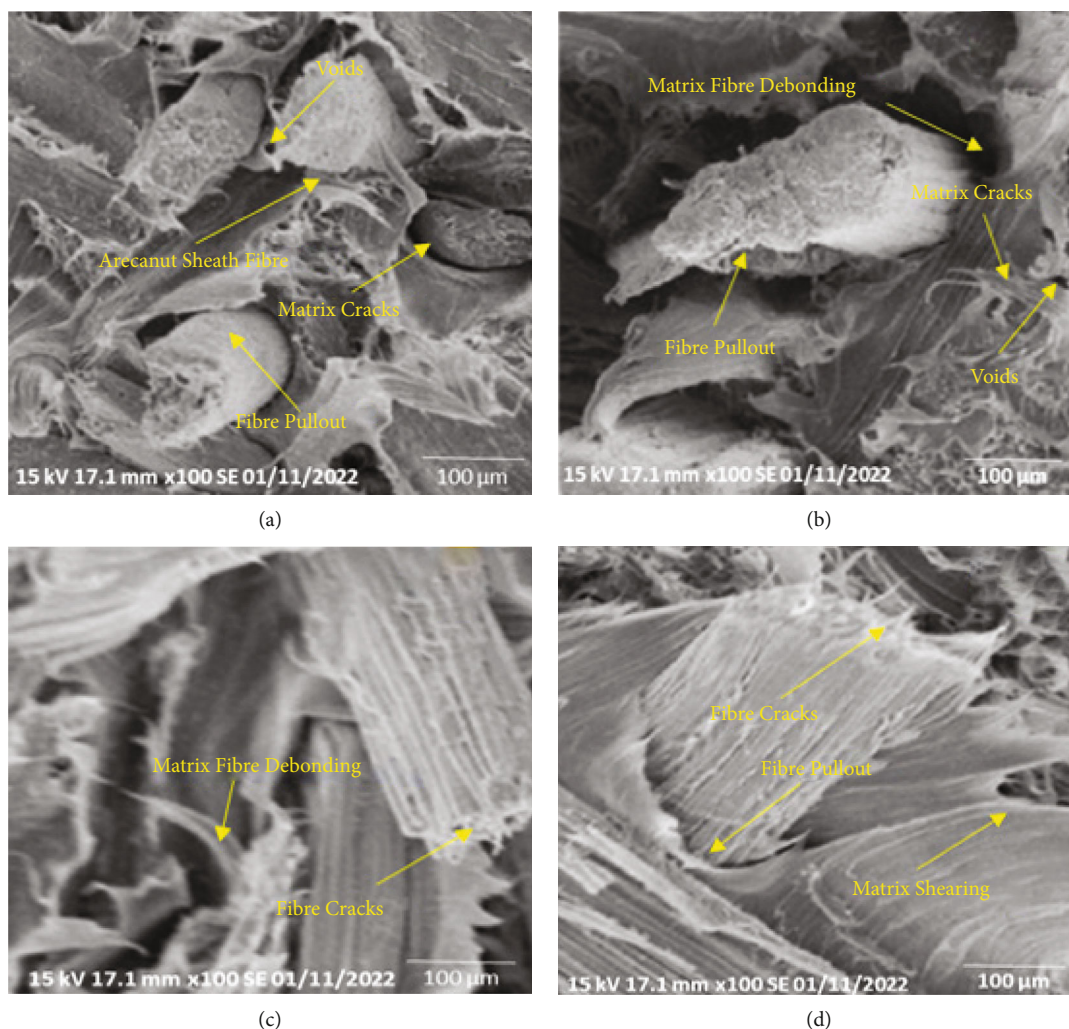 Voids
Arecanut Sheath Fibre
Matrix Cracks
Fibre Pullout
15 kV 17.1 mm x100 SE 01/11/2022
100 µm
(a)
Matrix Fibre Debonding
Matrix Cracks
Fibre Pullout
Voids
15 kV 17.1 mm x100 SE 01/11/2022
100 µm
(b)
Matrix Fibre Debonding
Fibre Cracks
15 kV 17.1 mm x100 SE 01/11/2022
100 µm
(c)
Fibre Cracks
Fibre Pullout
Matrix Shearing
15 kV 17.1 mm x100 SE 01/11/2022
100 µm
(d)